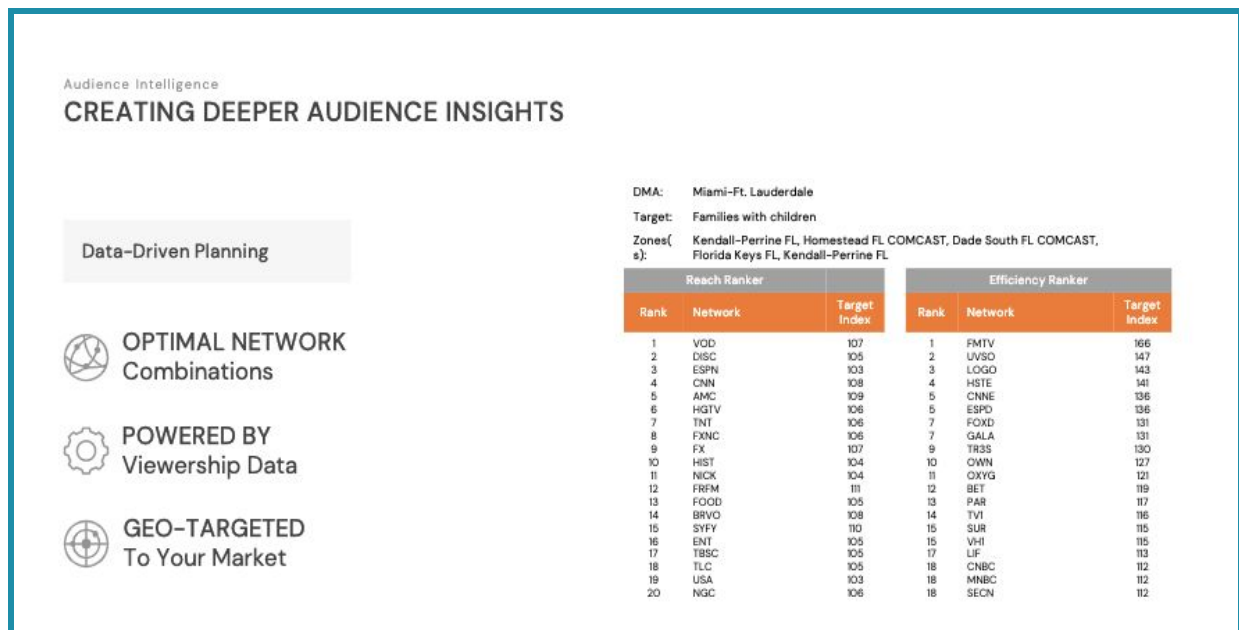 Audience Intelligence
CREATING DEEPER AUDIENCE INSIGHTS
Data-Driven Planning
OPTIMAL NETWORK
Combinations
POWERED BY
Viewership Data
GEO-TARGETED
To Your Market
DMA: Miami-Ft. Lauderdale
Target: Families with children
Zones( Kendall-Perrine FL, Homestead FL COMCAST, Dade South FL COMCAST,
s): Florida Keys FL, Kendall-Perrine FL
Reach Ranker Efficiency Ranker
Rank Network Target Index Rank Network Target Index
1 VOD 107 1 FMTV 166
2 DISC 105 2 UVSO 147
3 ESPN 103 3 LOGO 143
4 CNN 108 4 HSTE 141
5 AMC 109 5 CNNE 136
6 HGTV 106 5 ESPD 136
7 TNT 106 7 FOXD 131
8 FXNC 106 7 GALA 131
9 FX 107 9 TR3S 130
10 HIST 104 10 OWN 127
11 NICK 104 11 OXYG 121
12 FRFM 111 12 BET 119
13 FOOD 105 13 PAR 117
14 BRVO 108 14 TV1 116
15 SYFY 110 15 SUR 115
16 ENT 105 15 VH1 115
17 TBSC 105 17 LIF 113
18 TLC 105 18 CNBC 112
19 USA 103 18 MNBC 112
20 NGC 106 18 SECN 112